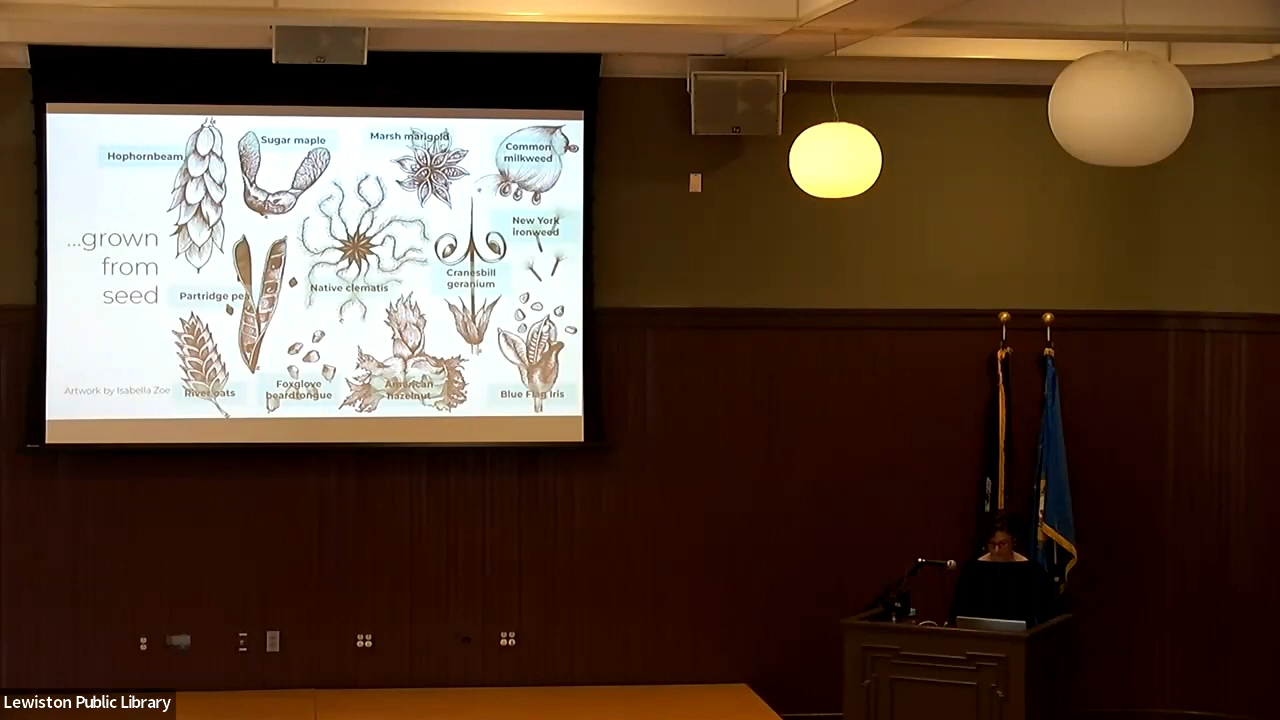 Hophornbeam
Sugar maple
Marsh marigold
Common
milkweed
New York
ironweed
...grown
from
seed
Cranesbill
geranium
Partridge pea
Native clematis
Artwork by Isabella Zoe
River oats
Foxglove
beardtongue
American
hazelnut
Blue Flag Iris
Lewiston Public Library